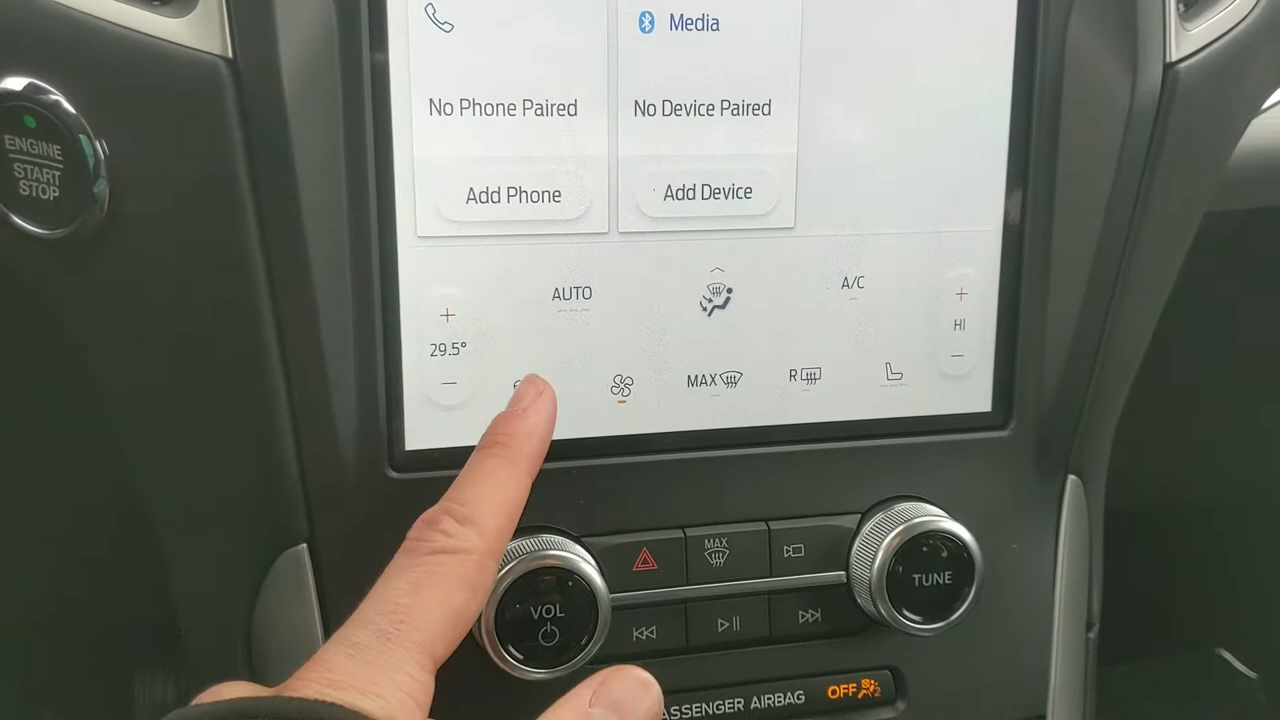 Media
No Phone Paired
No Device Paired
Add Phone
Add Device
ENGINE
START
STOP
AUTO
A/C
29.5°
HI
MAX
R
MAX
VOL
TUNE
ASSENGER AIRBAG
OFF